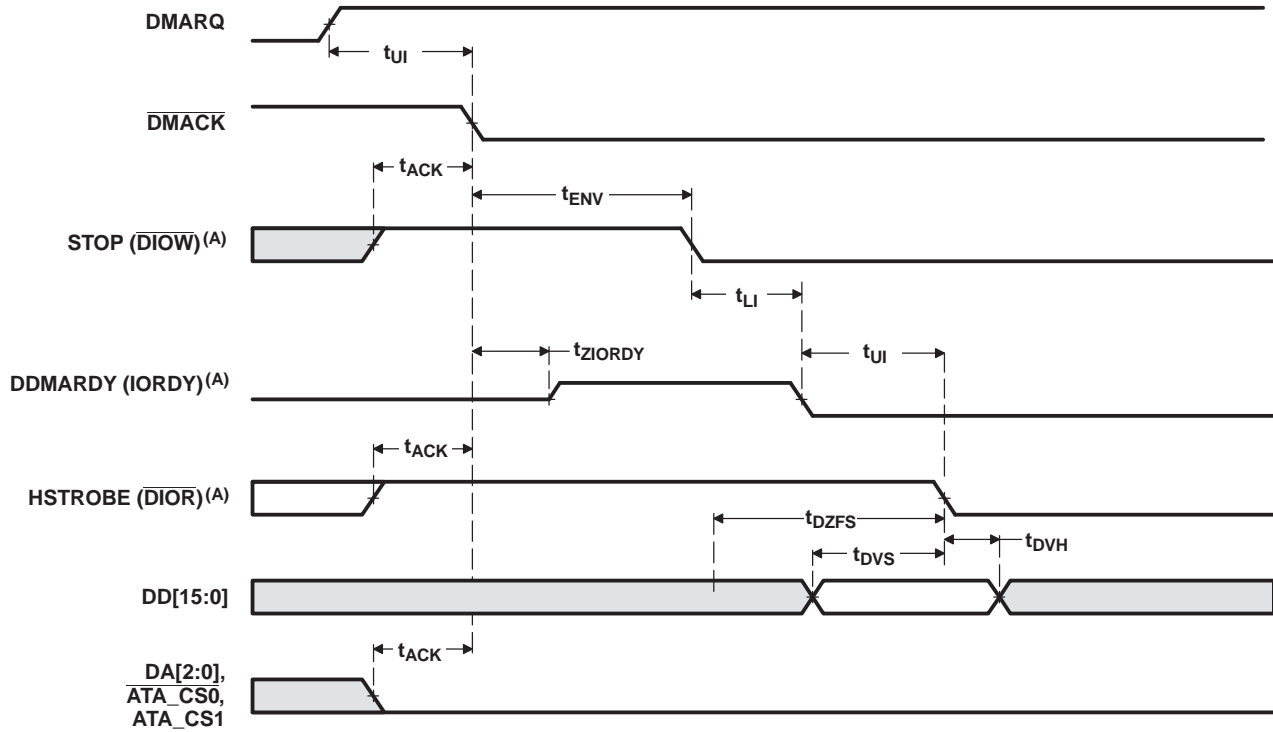 DMARQ
tUI
DMACK
tACK
tENV
STOP (DIOW)(A)
tLI
tZIORDY
tUI
DDMARDY (IORDY)(A)
tACK
HSTROBE (DIOR)(A)
tDZFS
tDVH
tDVS
DD[15:0]
tACK
DA[2:0],
ATA_CS0,
ATA_CS1